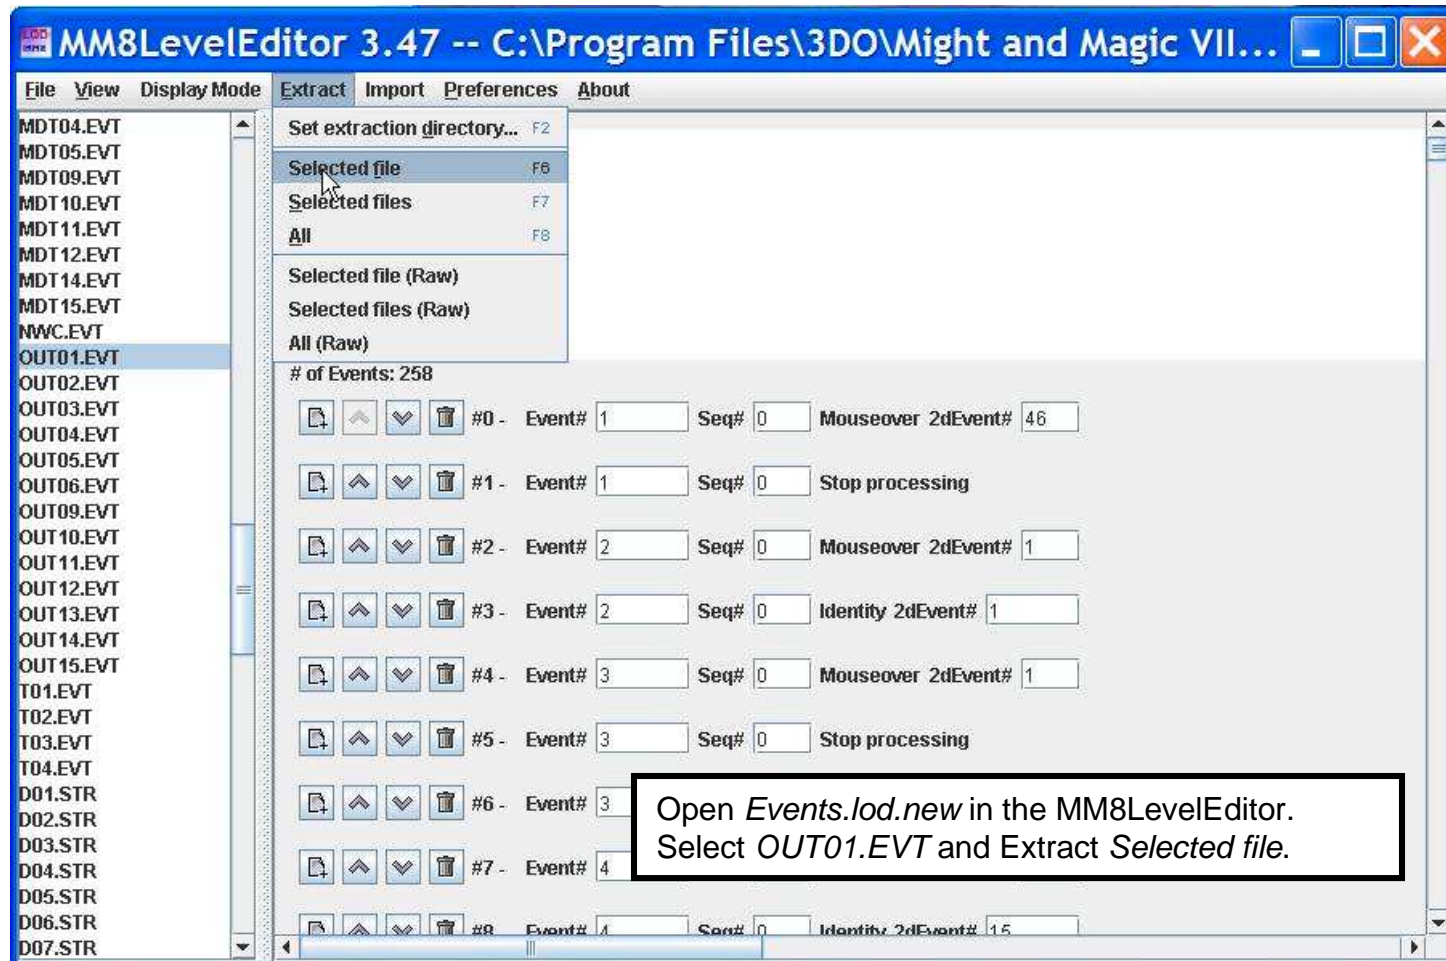 MM8LevelEditor 3.47 -- C:\Program Files\3DO\Might and Magic VII...
File View Display Mode Extract Import Preferences About
MDT04.EVT
MDT05.EVT
MDT09.EVT
MDT10.EVT
MDT11.EVT
MDT12.EVT
MDT14.EVT
MDT15.EVT
NWC.EVT
OUT01.EVT
OUT02.EVT
OUT03.EVT
OUT04.EVT
OUT05.EVT
OUT06.EVT
OUT09.EVT
OUT10.EVT
OUT11.EVT
OUT12.EVT
OUT13.EVT
OUT14.EVT
OUT15.EVT
T01.EVT
T02.EVT
T03.EVT
T04.EVT
D01.STR
D02.STR
D03.STR
D04.STR
D05.STR
D06.STR
D07.STR
Set extraction directory... F2
Selected file F6
Selected files F7
All F8
Selected file (Raw)
Selected files (Raw)
All (Raw)
# of Events: 258
#0 - Event# 1 Seq# 0 Mouseover 2dEvent# 46
#1 - Event# 1 Seq# 0 Stop processing
#2 - Event# 2 Seq# 0 Mouseover 2dEvent# 1
#3 - Event# 2 Seq# 0 Identity 2dEvent# 1
#4 - Event# 3 Seq# 0 Mouseover 2dEvent# 1
#5 - Event# 3 Seq# 0 Stop processing
#6 - Event# 3
#7 - Event# 4
#8 Event# 4 Seq# 0 Identity 2dEvent# 15
Open Events.lod.new in the MM8LevelEditor.
Select OUT01.EVT and Extract Selected file.